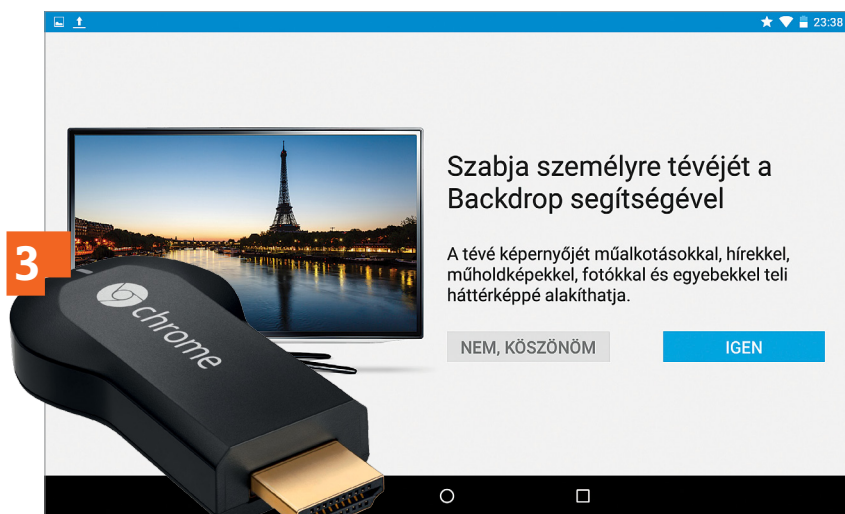 23:38
Szabja személyre tévéjét a
Backdrop segítségével
A tévé képernyőjét műalkotásokkal, hírekkel,
műholdképekkel, fotókkal és egyebekkel teli
háttérképpé alakíthatja.
NEM, KÖSZÖNÖM
IGEN
3
chrome